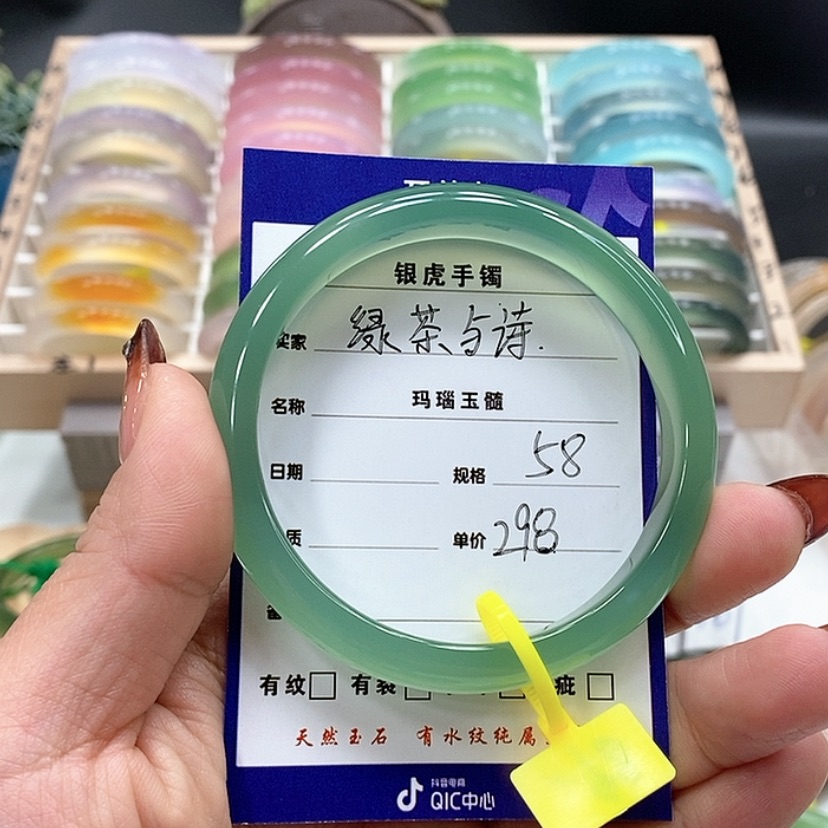 银虎手镯
卖家 绿茶与诗.
名称 玛瑙玉髓
日期 规格 58
质 单价 298
有纹□ 有裂□ □ 疵□
天然玉石 有水纹纯属
抖音电商
QIC中心